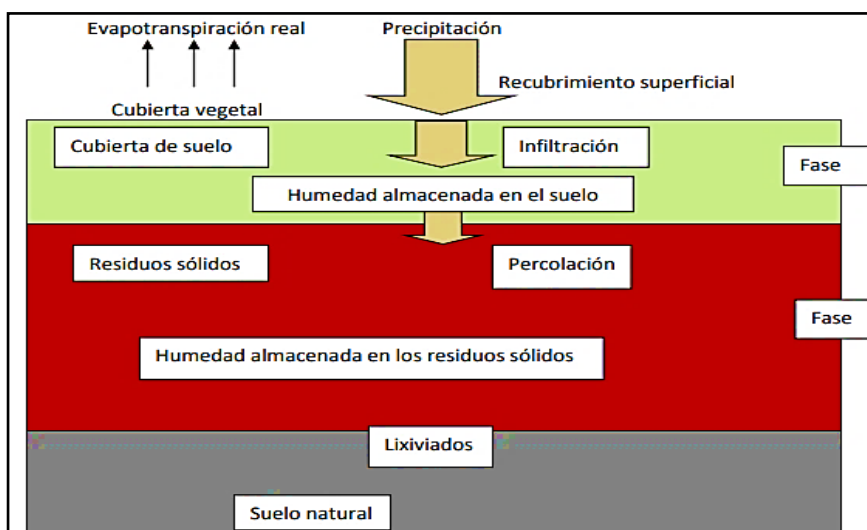 Evapotranspiración real
Precipitación
Recubrimiento superficial
Cubierta vegetal
Cubierta de suelo
Infiltración
Fase
Humedad almacenada en el suelo
Residuos sólidos
Percolación
Fase
Humedad almacenada en los residuos sólidos
Lixiviados
Suelo natural